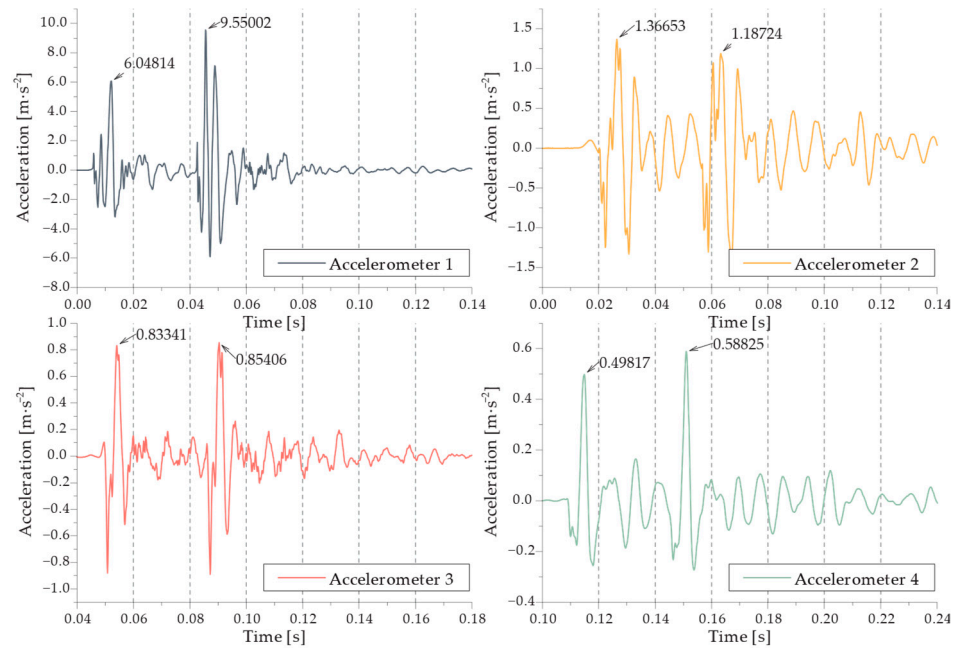 10.0
8.0
6.0
4.0
2.0
0.0
-2.0
-4.0
-6.0
-8.0
Acceleration [m·s⁻²]
9.55002
6.04814
Accelerometer 1
0.00 0.02 0.04 0.06 0.08 0.10 0.12 0.14
Time [s]
1.5
1.0
0.5
0.0
-0.5
-1.0
-1.5
Acceleration [m·s⁻²]
1.36653
1.18724
Accelerometer 2
0.00 0.02 0.04 0.06 0.08 0.10 0.12 0.14
Time [s]
1.0
0.8
0.6
0.4
0.2
0.0
-0.2
-0.4
-0.6
-0.8
-1.0
Acceleration [m·s⁻²]
0.83341
0.85406
Accelerometer 3
0.04 0.06 0.08 0.10 0.12 0.14 0.16 0.18
Time [s]
0.6
0.4
0.2
0.0
-0.2
-0.4
Acceleration [m·s⁻²]
0.58825
0.49817
Accelerometer 4
0.10 0.12 0.14 0.16 0.18 0.20 0.22 0.24
Time [s]